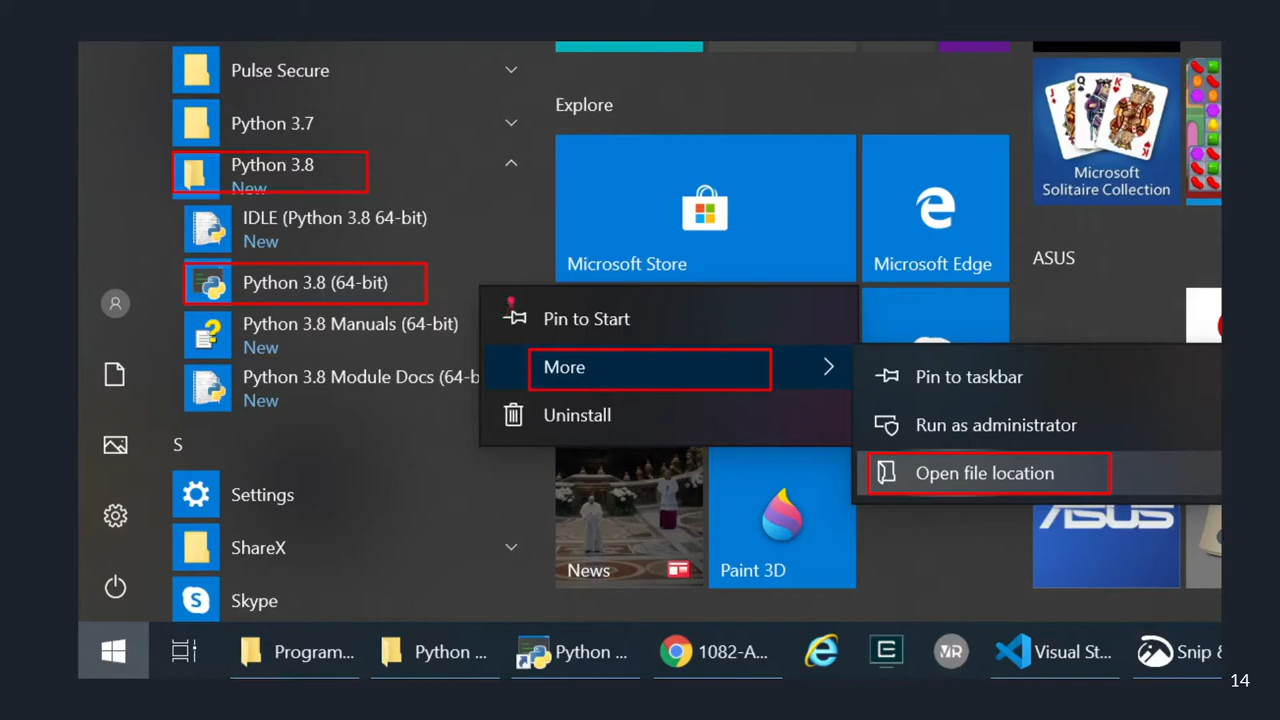 Pulse Secure
Python 3.7
Python 3.8
New
IDLE (Python 3.8 64-bit)
New
Python 3.8 (64-bit)
Python 3.8 Manuals (64-bit)
New
Python 3.8 Module Docs (64-b
New
S
Settings
ShareX
Skype
Explore
Microsoft Store
Microsoft Edge
Microsoft
Solitaire Collection
ASUS
Pin to Start
More
Uninstall
Pin to taskbar
Run as administrator
Open file location
News
Paint 3D
ASUS
Program...
Python ...
Python ...
1082-A...
VR
Visual St...
Snip &
14